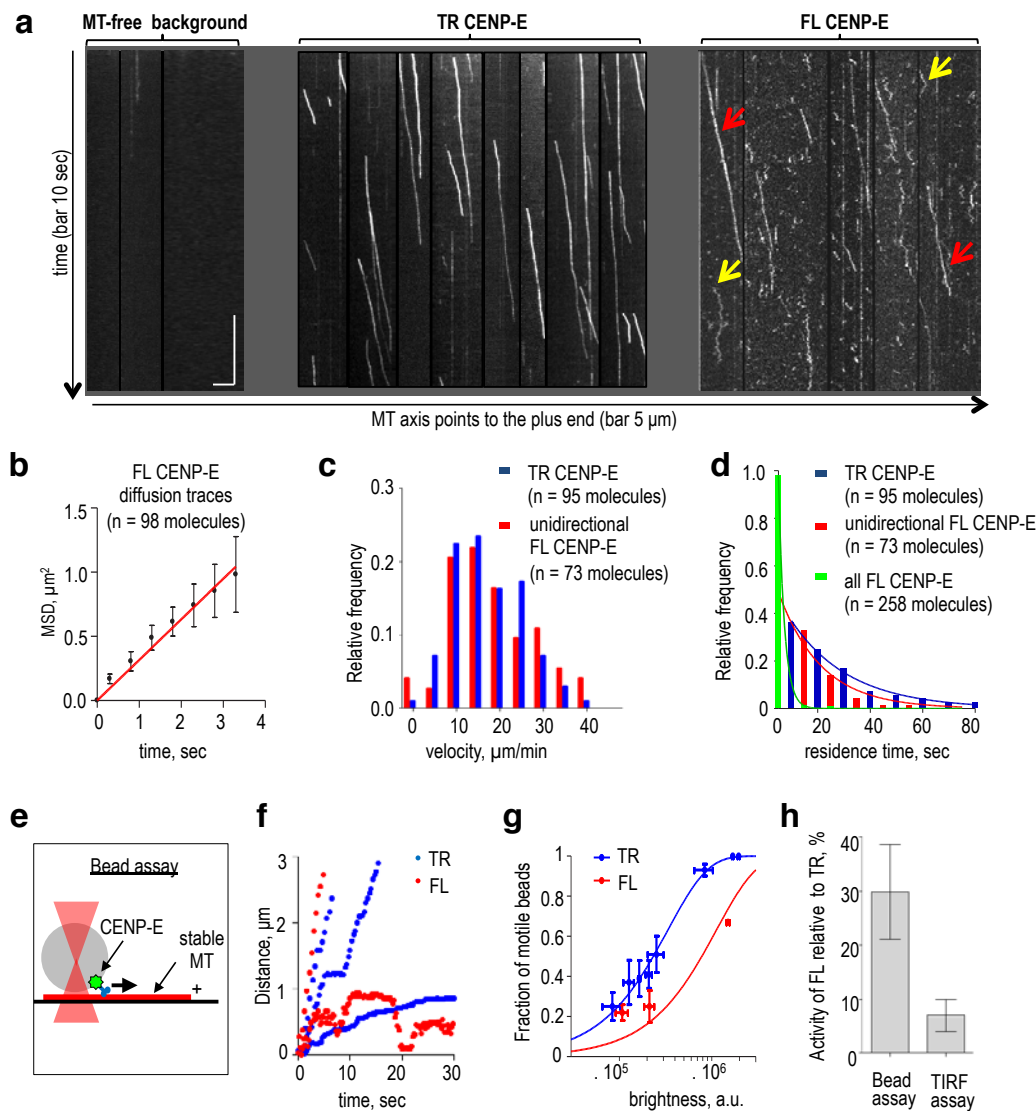 a
MT-free background
TR CENP-E
FL CENP-E
time (bar 10 sec)
MT axis points to the plus end (bar 5 µm)
b
FL CENP-E
diffusion traces
(n = 98 molecules)
MSD, µm²
1.5
1.0
0.5
0.0
0 1 2 3 4
time, sec
c
TR CENP-E
(n = 95 molecules)
unidirectional
FL CENP-E
(n = 73 molecules)
Relative frequency
0.3
0.2
0.1
0.0
0 10 20 30 40
velocity, µm/min
d
TR CENP-E
(n = 95 molecules)
unidirectional FL CENP-E
(n = 73 molecules)
all FL CENP-E
(n = 258 molecules)
Relative frequency
1.0
0.8
0.6
0.4
0.2
0
0 20 40 60 80
residence time, sec
e
Bead assay
CENP-E
stable
MT
+
f
TR
FL
Distance, µm
3
2
1
0
0 10 20 30
time, sec
g
TR
FL
Fraction of motile beads
1
0.8
0.6
0.4
0.2
0
. 10⁵ . 10⁶
brightness, a.u.
h
Activity of FL relative to TR, %
40
30
20
10
0
Bead
assay
TIRF
assay